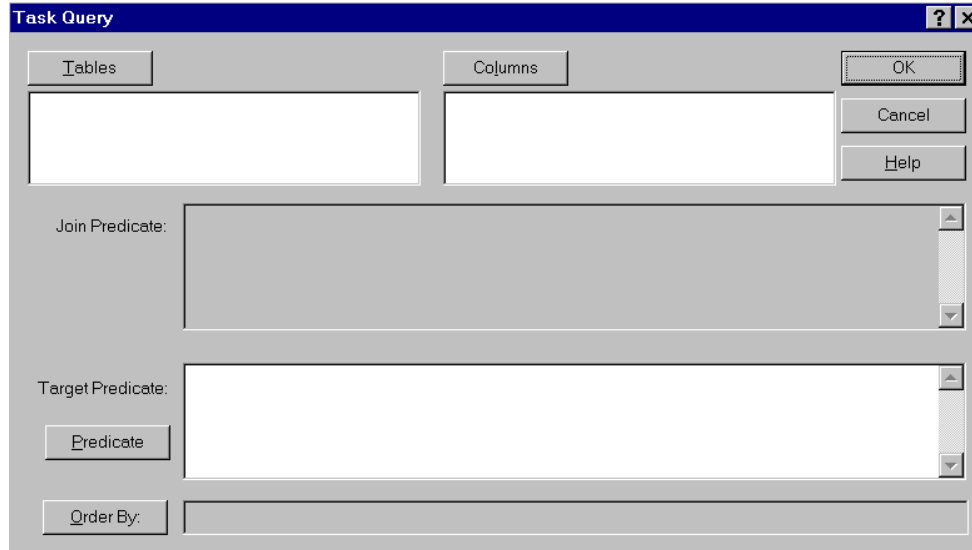 Task Query
Tables
Columns
OK
Cancel
Help
Join Predicate:
Target Predicate:
Predicate
Order By: